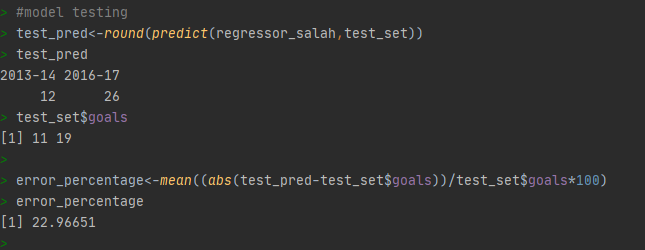 > #model testing
> test_pred<-round(predict(regressor_salah,test_set))
> test_pred
2013-14 2016-17
     12      26
> test_set$goals
[1] 11 19
>
> error_percentage<-mean((abs(test_pred-test_set$goals))/test_set$goals*100)
> error_percentage
[1] 22.96651
>